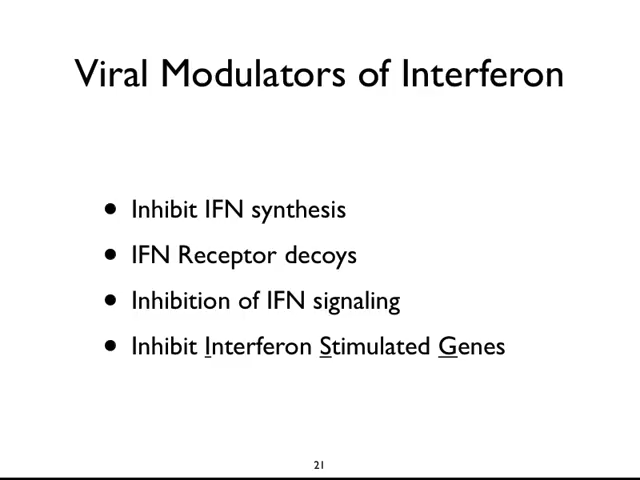 Viral Modulators of Interferon
• Inhibit IFN synthesis
• IFN Receptor decoys
• Inhibition of IFN signaling
• Inhibit Interferon Stimulated Genes
21